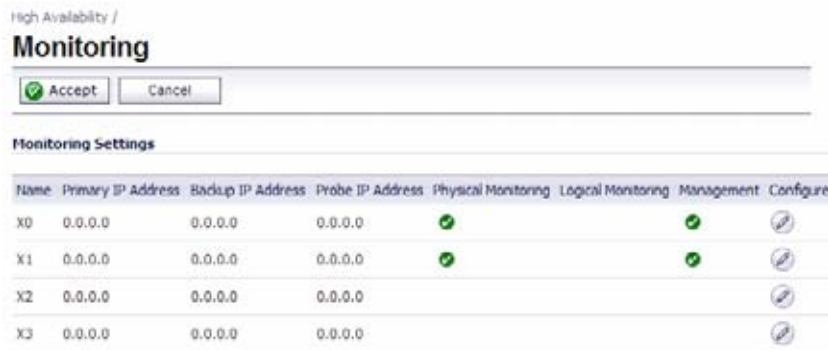 High Availability /
Monitoring
Accept Cancel
Monitoring Settings
Name Primary IP Address Backup IP Address Probe IP Address Physical Monitoring Logical Monitoring Management Configure
X0 0.0.0.0 0.0.0.0 0.0.0.0
X1 0.0.0.0 0.0.0.0 0.0.0.0
X2 0.0.0.0 0.0.0.0 0.0.0.0
X3 0.0.0.0 0.0.0.0 0.0.0.0